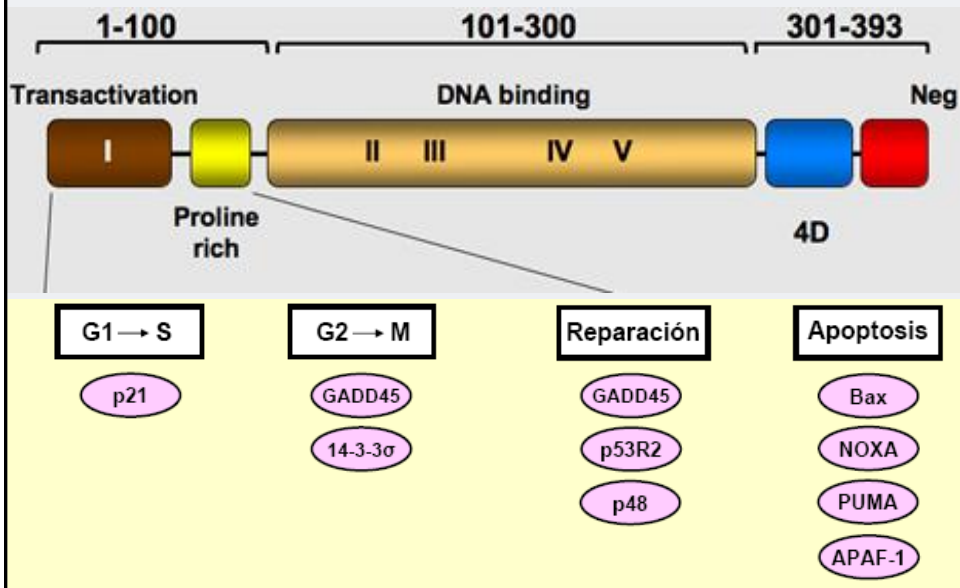 1-100 101-300 301-393
Transactivation DNA binding Neg
I II III IV V
Proline
rich
4D
G1 → S G2 → M Reparación Apoptosis
p21 GADD45 GADD45 Bax
14-3-3σ p53R2 NOXA
p48 PUMA
APAF-1